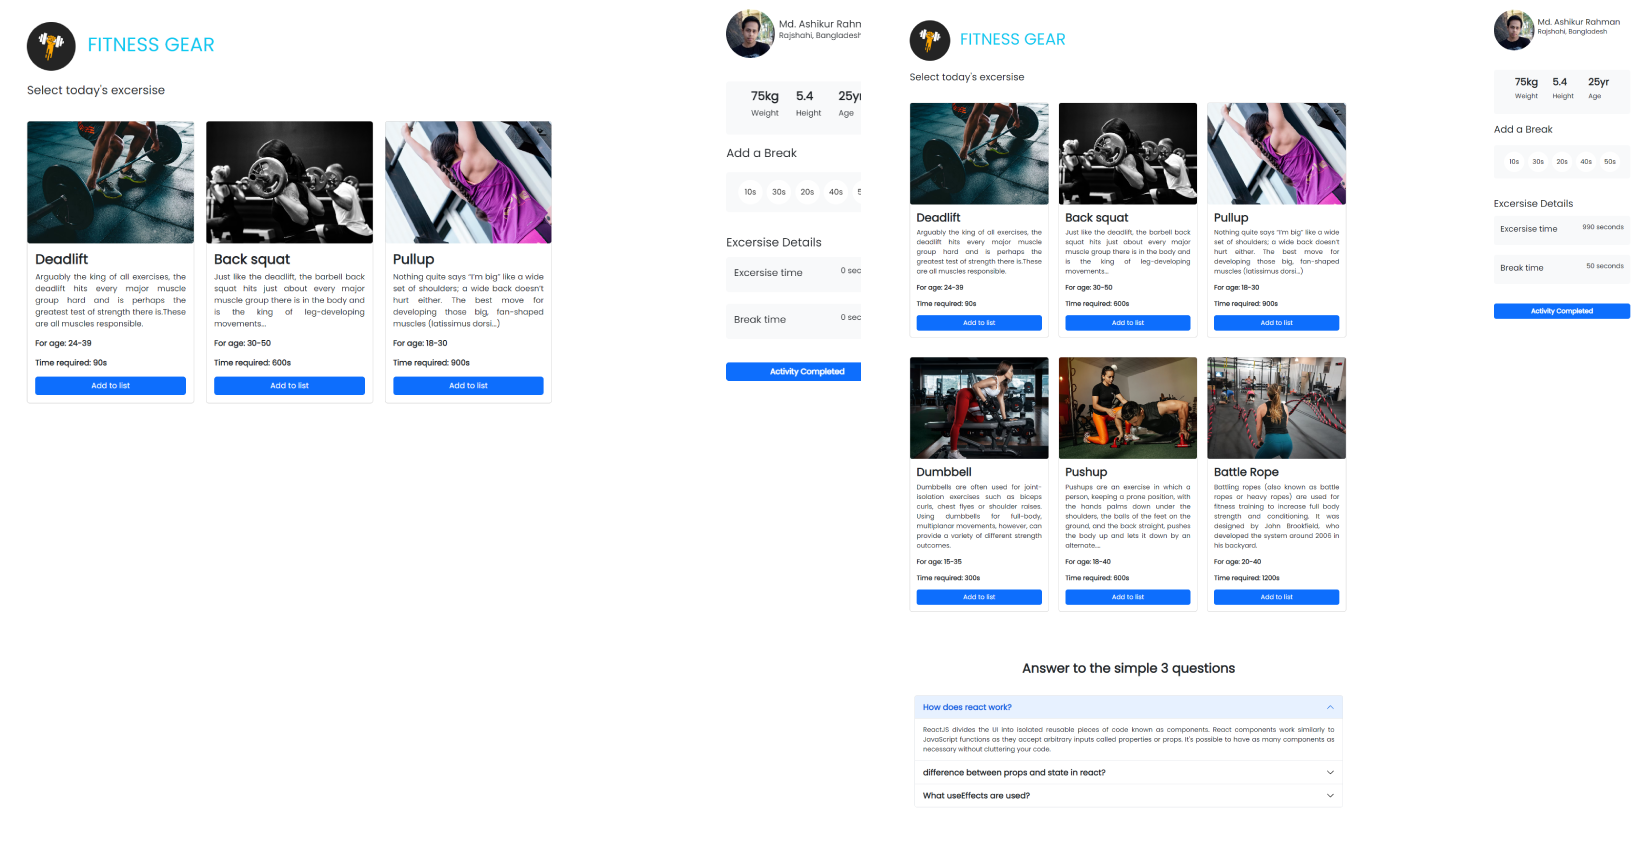 FITNESS GEAR
Select today's excersise
Deadlift
Arguably the king of all exercises, the
deadlift hits every major muscle
group hard and is perhaps the
greatest test of strength there is.These
are all muscles responsible.
For age: 24-39
Time required: 90s
Add to list
Back squat
Just like the deadlift, the barbell back
squat hits just about every major
muscle group there is in the body and
is the king of leg-developing
movements...
For age: 30-50
Time required: 600s
Add to list
Pullup
Nothing quite says “I’m big” like a wide
set of shoulders; a wide back doesn’t
hurt either. The best move for
developing those big, fan-shaped
muscles (latissimus dorsi...)
For age: 18-30
Time required: 900s
Add to list
Md. Ashikur Rahm
Rajshahi, Bangladesh
75kg 5.4 25yr
Weight Height Age
Add a Break
10s 30s 20s 40s 5
Excersise Details
Excersise time 0 sec
Break time 0 sec
Activity Completed
FITNESS GEAR
Select today's excersise
Deadlift
Arguably the king of all exercises, the
deadlift hits every major muscle
group hard and is perhaps the
greatest test of strength there is.These
are all muscles responsible.
For age: 24-39
Time required: 90s
Add to list
Back squat
Just like the deadlift, the barbell back
squat hits just about every major
muscle group there is in the body and
is the king of leg-developing
movements...
For age: 30-50
Time required: 600s
Add to list
Pullup
Nothing quite says “I’m big” like a wide
set of shoulders; a wide back doesn’t
hurt either. The best move for
developing those big, fan-shaped
muscles (latissimus dorsi...)
For age: 18-30
Time required: 900s
Add to list
Dumbbell
Dumbbells are often used for joint-
isolation exercises such as biceps
curls, chest flyes or shoulder raises.
Using dumbbells for full-body,
multiplanar movements, however, can
provide a variety of different strength
outcomes.
For age: 15-35
Time required: 300s
Add to list
Pushup
Pushups are an exercise in which a
person, keeping a prone position, with
the hands palms down under the
shoulders, the balls of the feet on the
ground, and the back straight, pushes
the body up and lets it down by an
alternate....
For age: 18-40
Time required: 600s
Add to list
Battle Rope
Battling ropes (also known as battle
ropes or heavy ropes) are used for
fitness training to increase full body
strength and conditioning. It was
designed by John Brookfield, who
developed the system around 2006 in
his backyard.
For age: 20-40
Time required: 1200s
Add to list
Md. Ashikur Rahman
Rajshahi, Bangladesh
75kg 5.4 25yr
Weight Height Age
Add a Break
10s 30s 20s 40s 50s
Excersise Details
Excersise time 990 seconds
Break time 50 seconds
Activity Completed
Answer to the simple 3 questions
How does react work?
ReactJS divides the UI into isolated reusable pieces of code known as components. React components work similarly to
JavaScript functions as they accept arbitrary inputs called properties or props. It's possible to have as many components as
necessary without cluttering your code.
difference between props and state in react?
What useEffects are used?